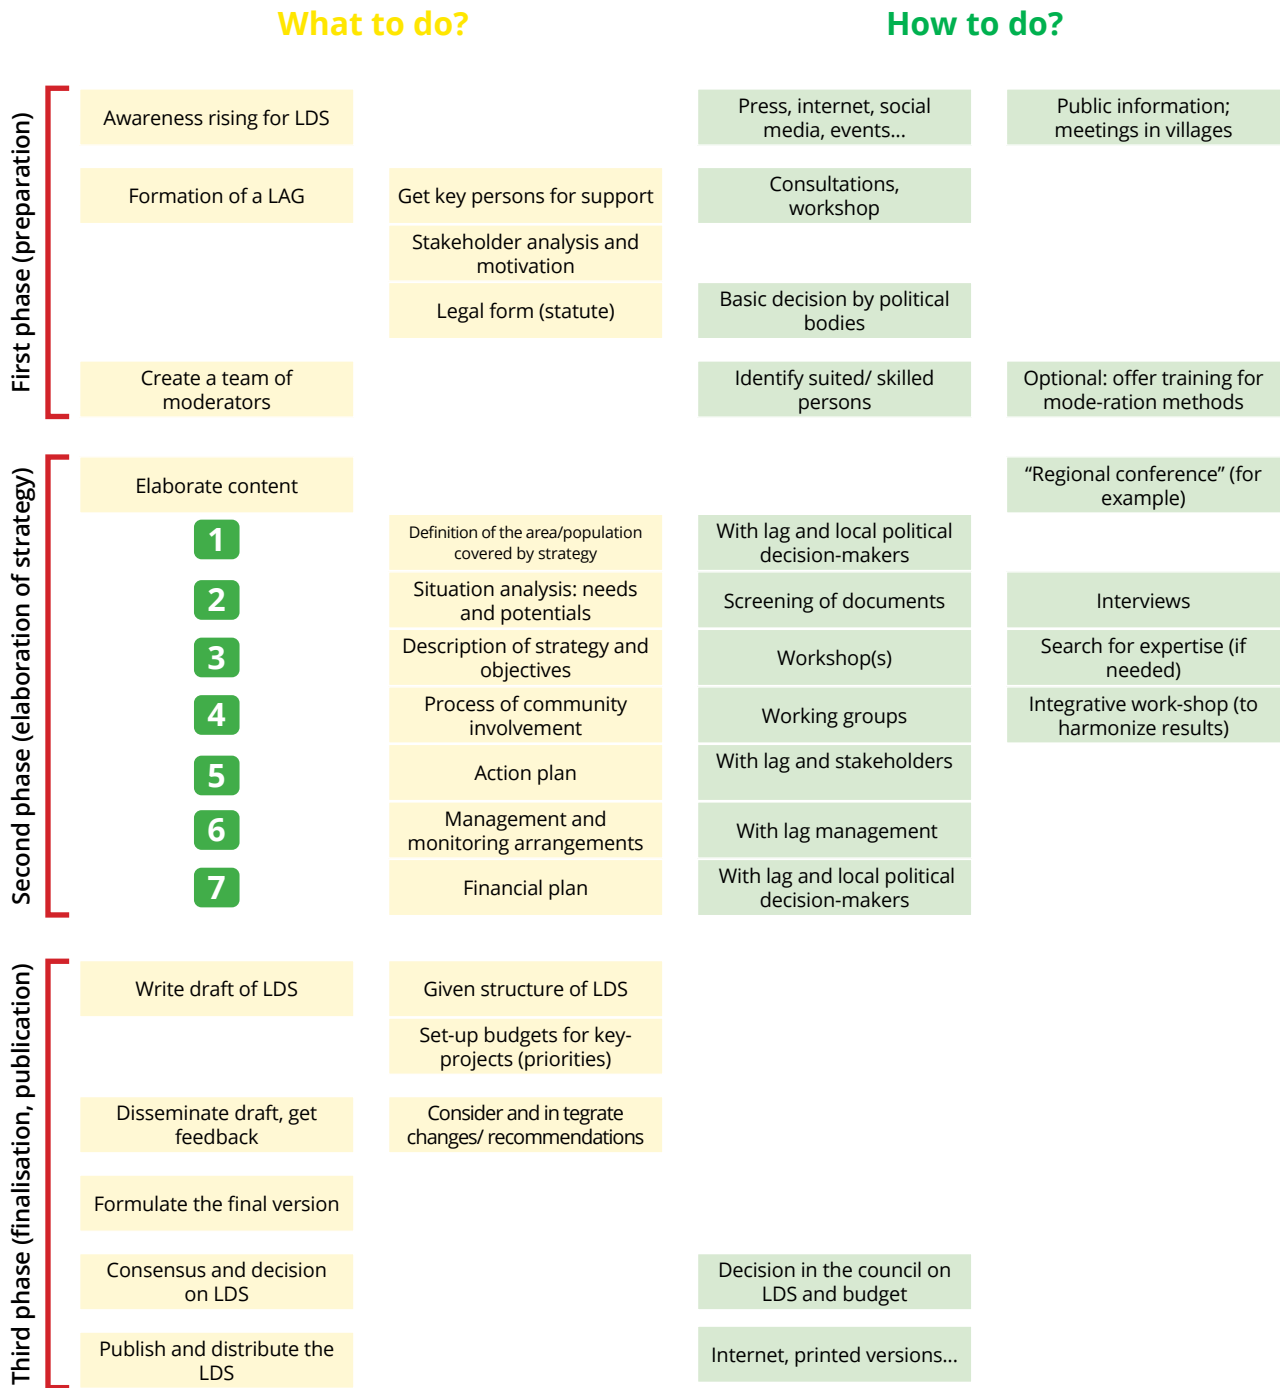 What to do?
How to do?
First phase (preparation)
Awareness rising for LDS
Press, internet, social
media, events...
Public information;
meetings in villages
Formation of a LAG
Get key persons for support
Consultations,
workshop
Stakeholder analysis and
motivation
Legal form (statute)
Basic decision by political
bodies
Create a team of
moderators
Identify suited/ skilled
persons
Optional: offer training for
mode-ration methods
Second phase (elaboration of strategy)
Elaborate content
“Regional conference” (for
example)
1
Definition of the area/population
covered by strategy
With lag and local political
decision-makers
2
Situation analysis: needs
and potentials
Screening of documents
Interviews
3
Description of strategy and
objectives
Workshop(s)
Search for expertise (if
needed)
4
Process of community
involvement
Working groups
Integrative work-shop (to
harmonize results)
5
Action plan
With lag and stakeholders
6
Management and
monitoring arrangements
With lag management
7
Financial plan
With lag and local political
decision-makers
Third phase (finalisation, publication)
Write draft of LDS
Given structure of LDS
Set-up budgets for key-
projects (priorities)
Disseminate draft, get
feedback
Consider and in tegrate
changes/ recommendations
Formulate the final version
Consensus and decision
on LDS
Decision in the council on
LDS and budget
Publish and distribute the
LDS
Internet, printed versions...